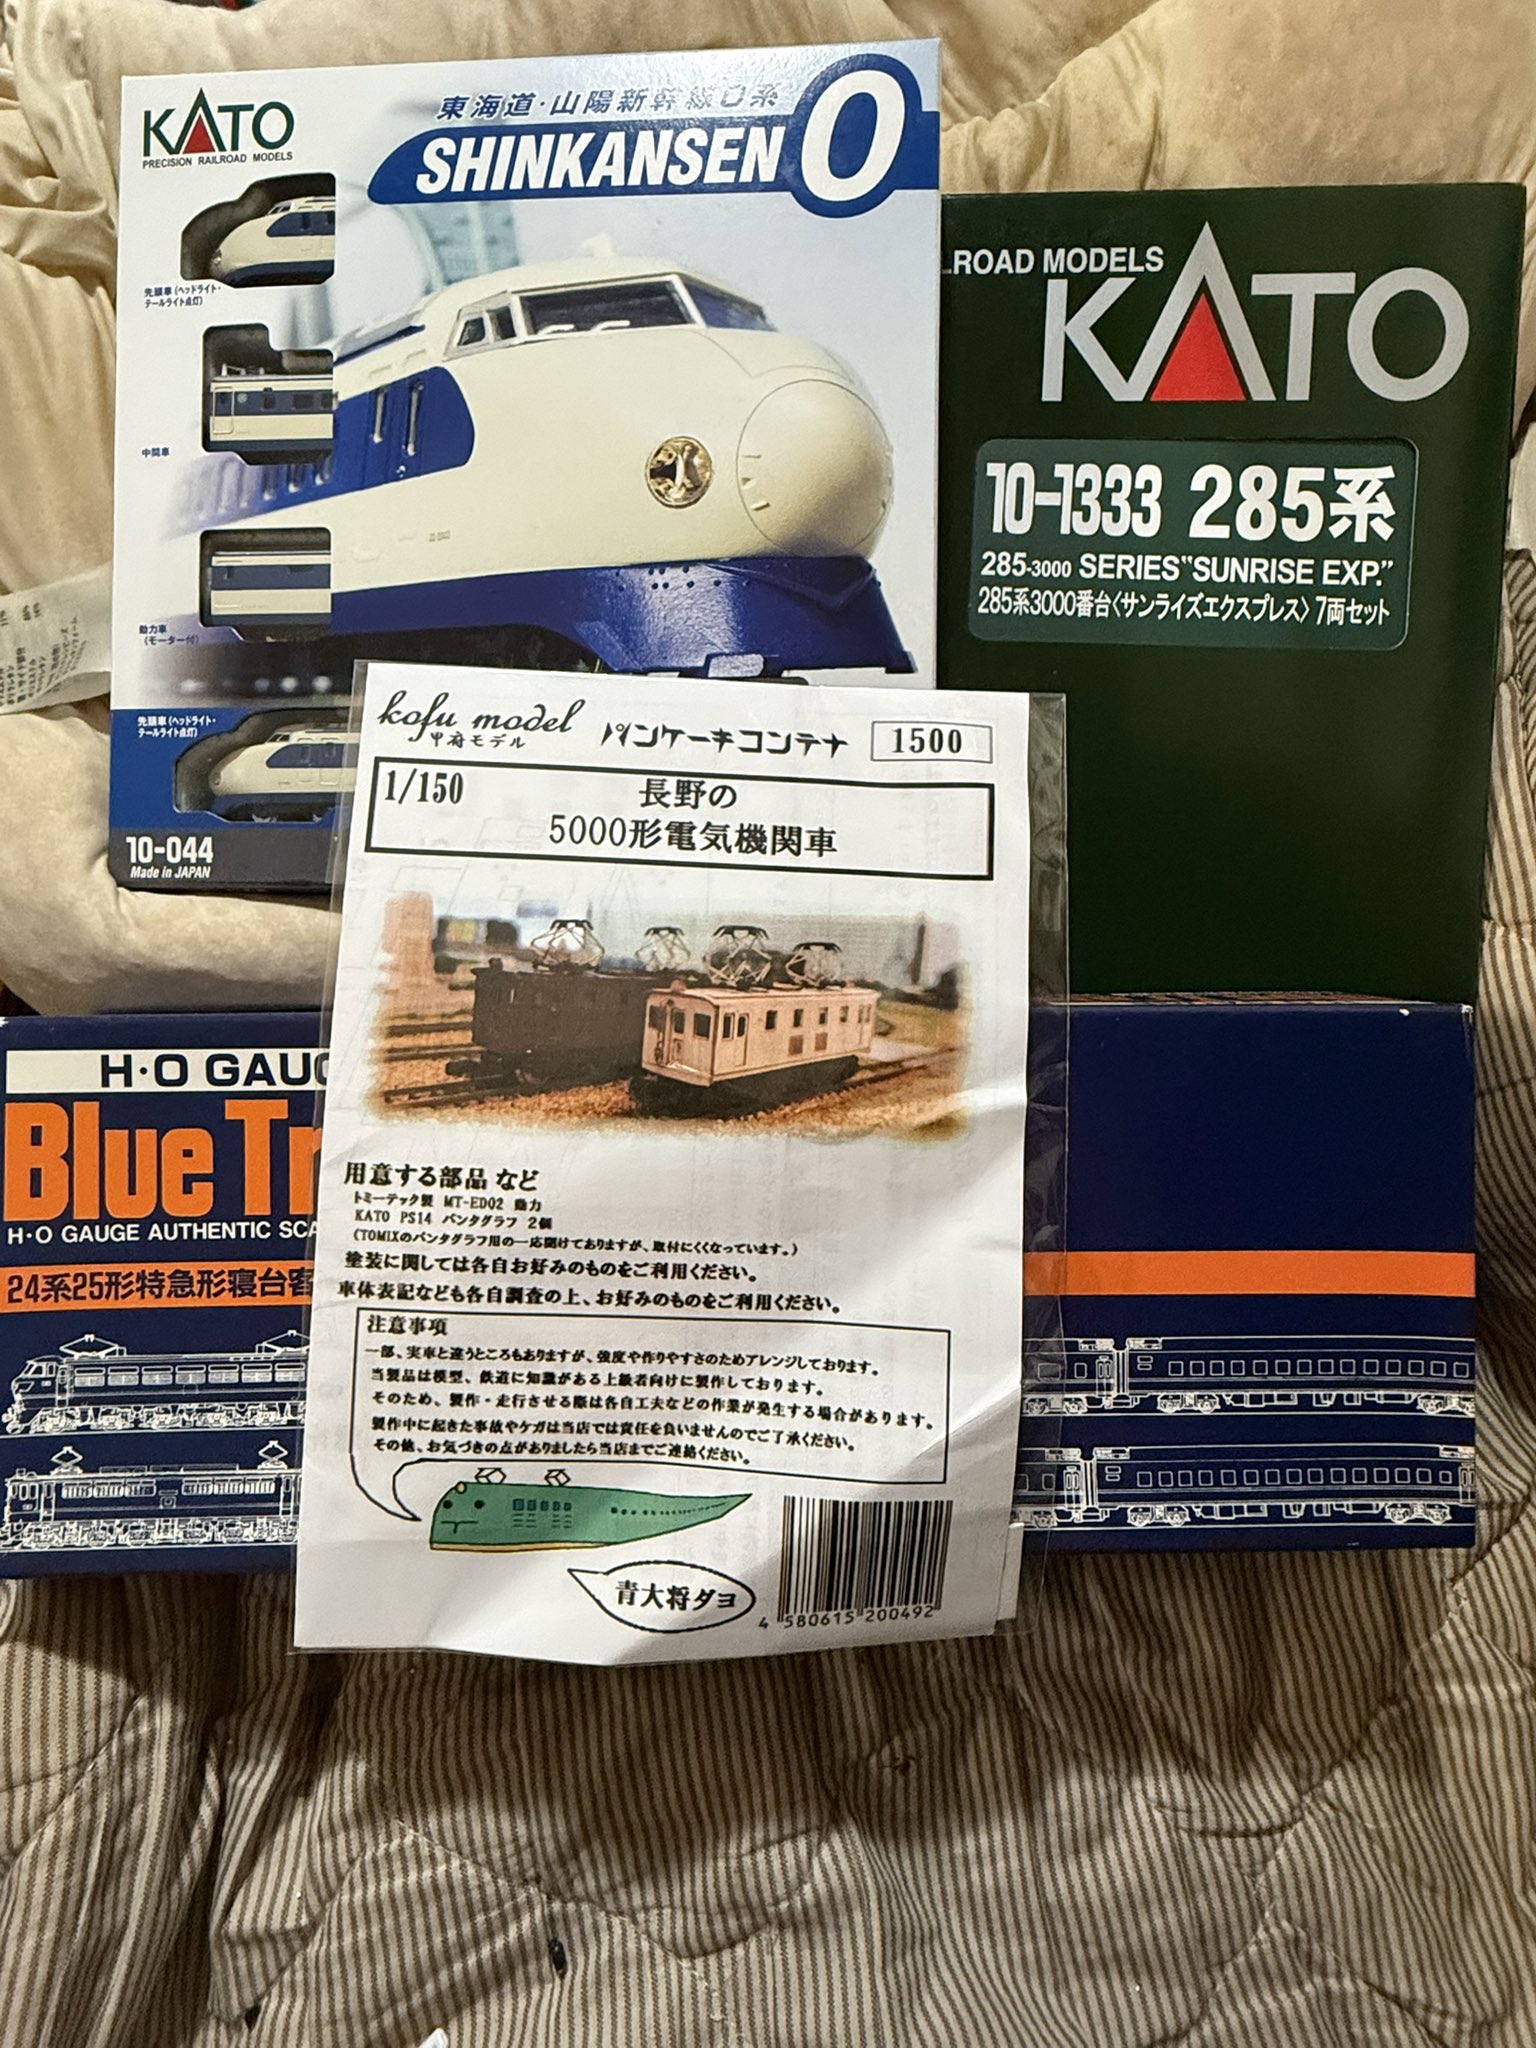 KATO
PRECISION RAILROAD MODELS
東海道・山陽新幹線0系
SHINKANSEN 0
先頭車(ヘッドライト・
テールライト点灯)
中間車
動力車
(モーター付)
先頭車(ヘッドライト・
テールライト点灯)
10-044
Made in JAPAN
LROAD MODELS
KATO
10-1333 285系
285-3000 SERIES "SUNRISE EXP."
285系3000番台〈サンライズエクスプレス〉7両セット
kofu model
甲府モデル
パンケーキコンテナ
1500
1/150
長野の
5000形電気機関車
用意する部品 など
トミーテック製 MT-ED02 動力
KATO PS14 パンタグラフ 2個
(TOMIXのパンタグラフ用の一応開けてありますが、取付にくくなっています。)
塗装に関しては各自お好みのものをご利用ください。
車体表記なども各自調査の上、お好みのものをご利用ください。
注意事項
一部、実車と違うところもありますが、強度や作りやすさのためアレンジしております。
当製品は模型、鉄道に知識がある上級者向けに製作しております。
そのため、製作・走行させる際は各自工夫などの作業が発生する場合があります。
製作中に起きた事故やケガは当店では責任を負いませんのでご了承ください。
その他、お気づきの点がありましたら当店までご連絡ください。
青大将ダヨ
4 580615 200492
H・O GAU
Blue Tr
H・O GAUGE AUTHENTIC SCA
24系25形特急形寝台客